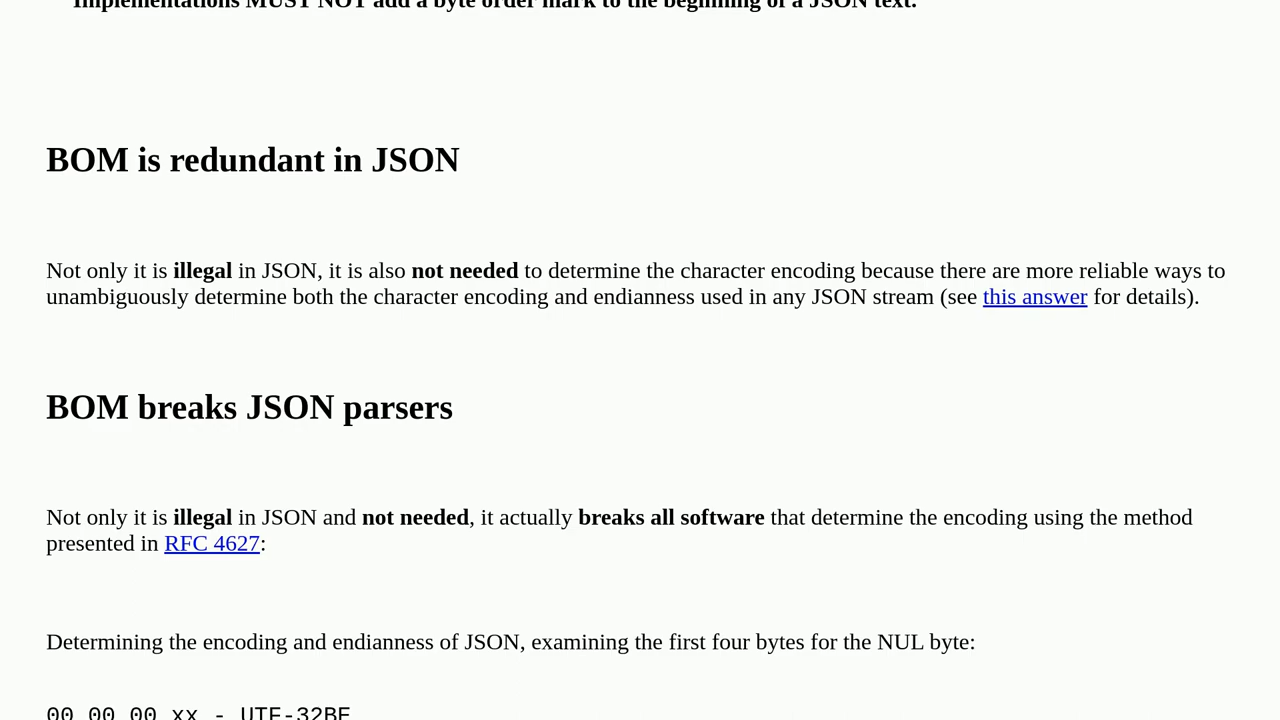 Implementations MUST NOT add a byte order mark to the beginning of a JSON text.
BOM is redundant in JSON
Not only it is illegal in JSON, it is also not needed to determine the character encoding because there are more reliable ways to
unambiguously determine both the character encoding and endianness used in any JSON stream (see this answer for details).
BOM breaks JSON parsers
Not only it is illegal in JSON and not needed, it actually breaks all software that determine the encoding using the method
presented in RFC 4627:
Determining the encoding and endianness of JSON, examining the first four bytes for the NUL byte:
00 00 00 xx - UTF-32BE